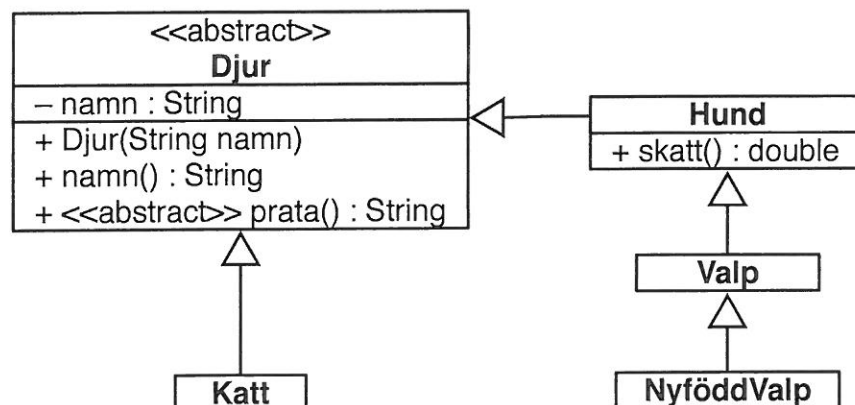 <<abstract>>
Djur
– namn : String
+ Djur(String namn)
+ namn() : String
+ <<abstract>> prata() : String
Hund
+ skatt() : double
Valp
Katt
NyföddValp